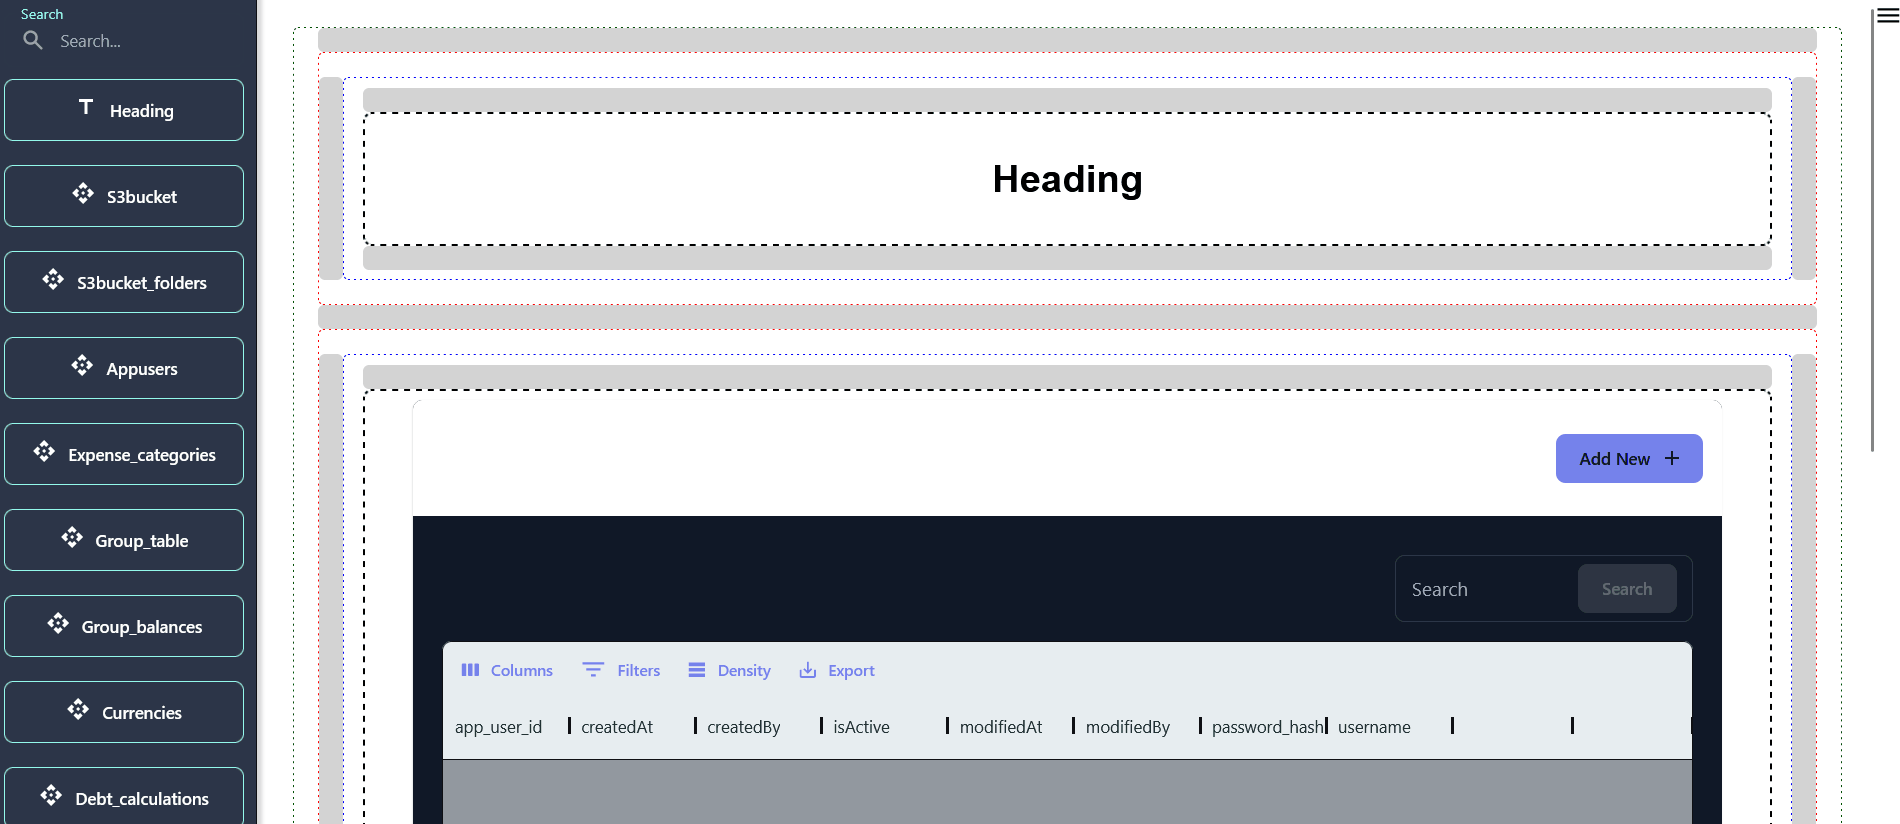 Search
Search...
Heading
S3bucket
S3bucket_folders
Appusers
Expense_categories
Group_table
Group_balances
Currencies
Debt_calculations
Heading
Add New
Search Search
Columns Filters Density Export
app_user_id createdAt createdBy isActive modifiedAt modifiedBy password_hash username